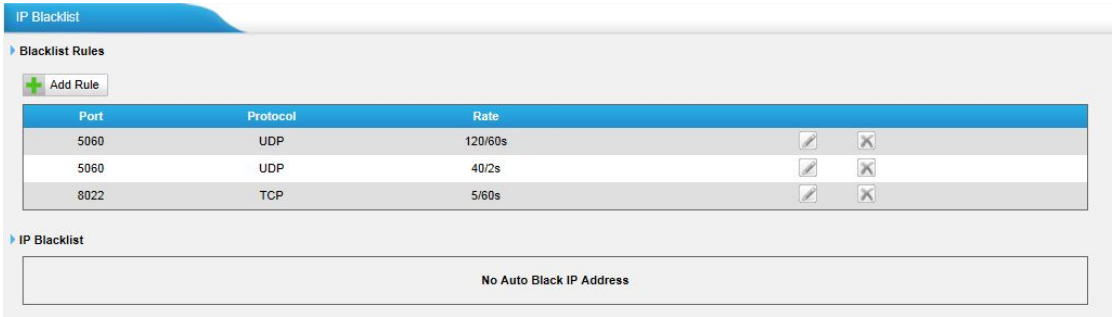 IP Blacklist
Blacklist Rules
Add Rule
Port Protocol Rate
5060 UDP 120/60s
5060 UDP 40/2s
8022 TCP 5/60s
IP Blacklist
No Auto Black IP Address